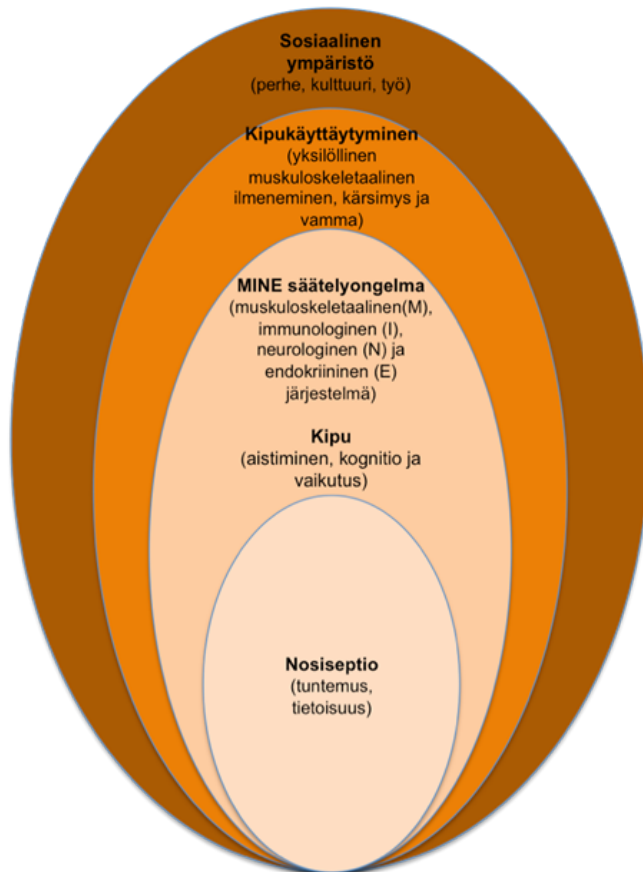 Sosiaalinen
ympäristö
(perhe, kulttuuri, työ)
Kipukäyttäytyminen
(yksilöllinen
muskuloskeletaalinen
ilmeneminen, kärsimys ja
vamma)
MINE säätelyongelma
(muskuloskeletaalinen(M),
immunologinen (I),
neurologinen (N) ja
endokriininen (E)
järjestelmä)
Kipu
(aistiminen, kognitio ja
vaikutus)
Nosiseptio
(tuntemus,
tietoisuus)